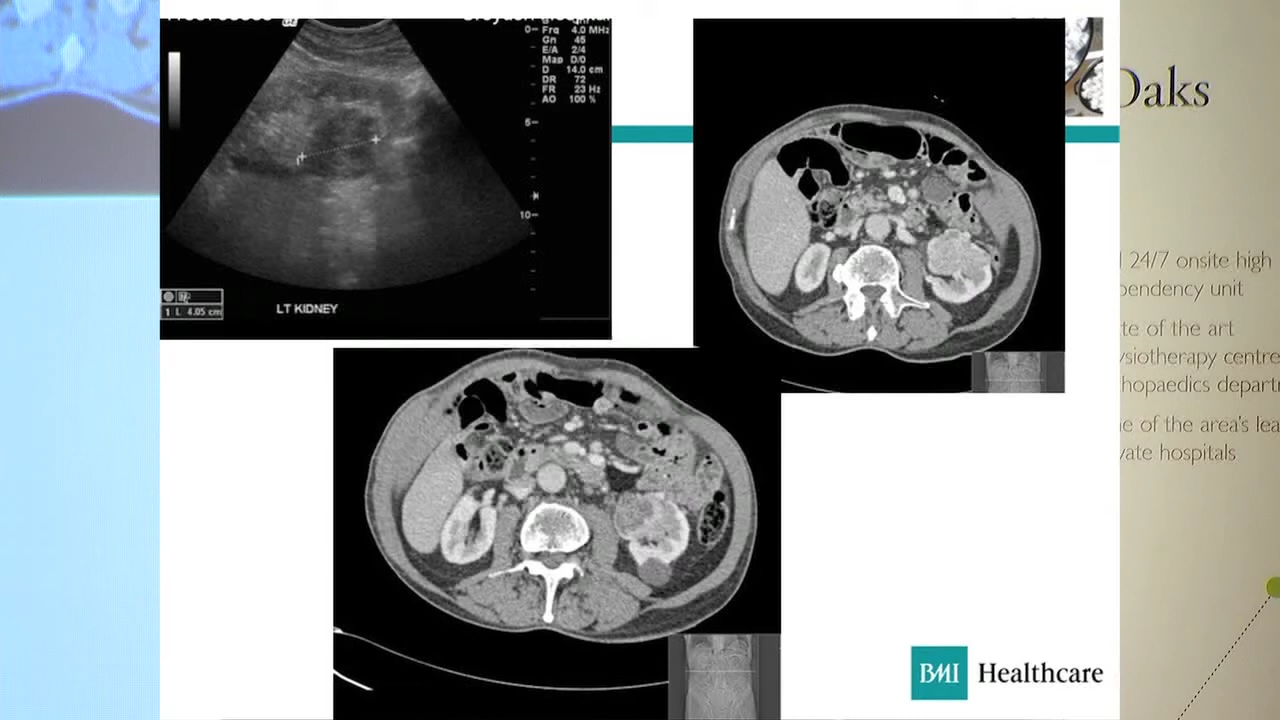 0
Frq 4.0 MHz
Gn 45
E/A 2/4
Map D/0
D 14.0 cm
DR 72
FR 23 Hz
AO 100 %
5
10
1 L 4.05 cm
LT KIDNEY
BMI Healthcare
Oaks
24/7 onsite high
pendency unit
te of the art
ysiotherapy centre
hopaedics depart
e of the area's lea
vate hospitals